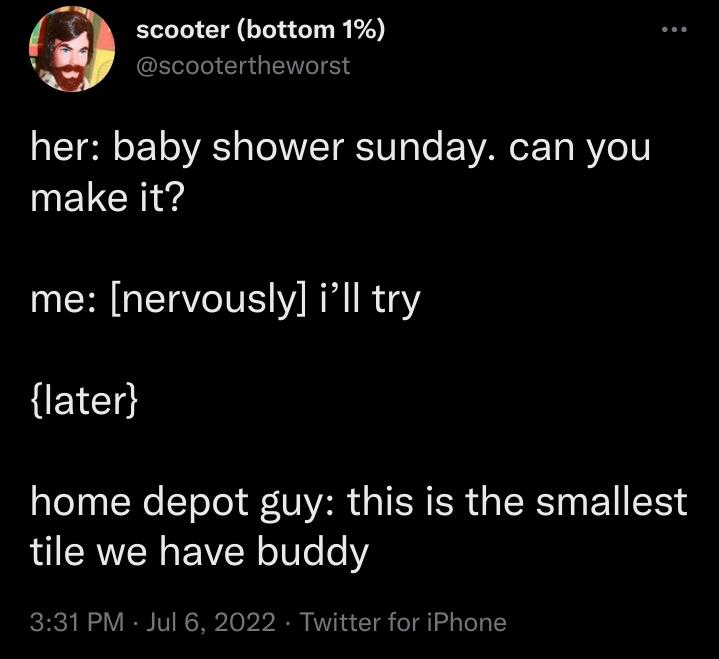 scooter (bottom 1%)
@scootertheworst
her: baby shower sunday. can you
make it?
me: [nervously] i’ll try
{later}
home depot guy: this is the smallest
tile we have buddy
3:31 PM · Jul 6, 2022 · Twitter for iPhone